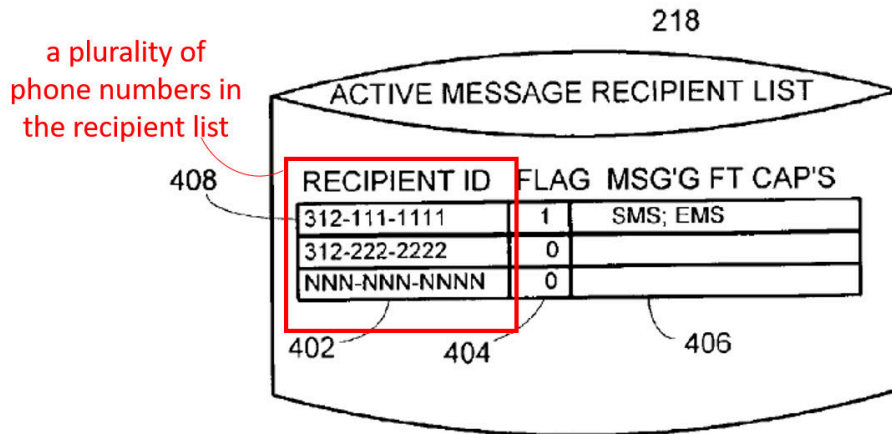 218
a plurality of
phone numbers in
the recipient list
ACTIVE MESSAGE RECIPIENT LIST
408
RECIPIENT ID FLAG MSG'G FT CAP'S
312-111-1111 1 SMS; EMS
312-222-2222 0
NNN-NNN-NNNN 0
402 404 406